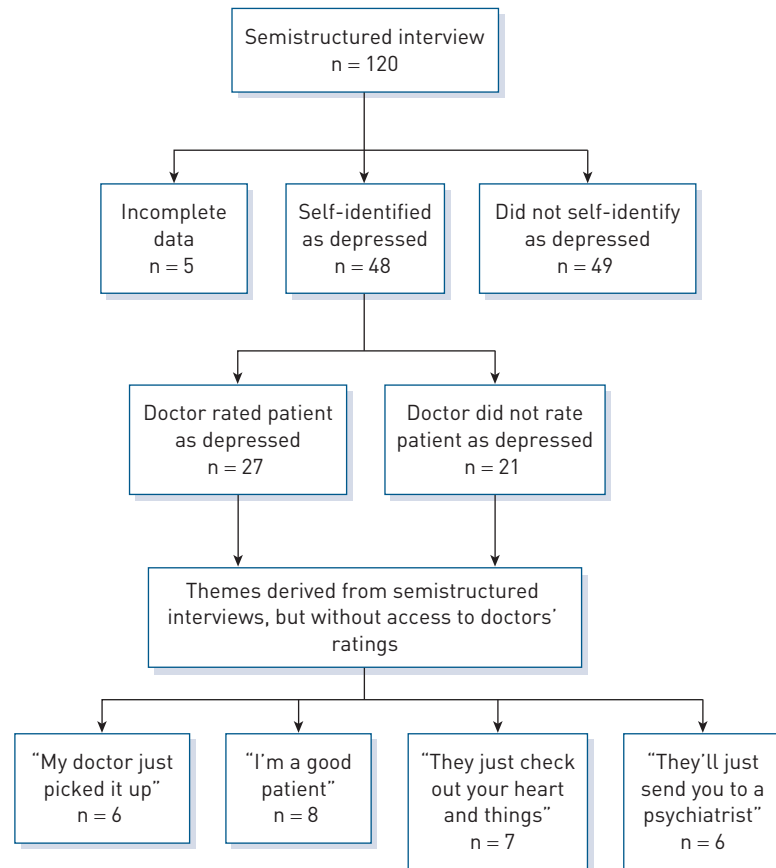 Semistructured interview
n = 120
Incomplete
data
n = 5
Self-identified
as depressed
n = 48
Did not self-identify
as depressed
n = 49
Doctor rated patient
as depressed
n = 27
Doctor did not rate
patient as depressed
n = 21
Themes derived from semistructured
interviews, but without access to doctors’
ratings
“My doctor just
picked it up”
n = 6
“I’m a good
patient”
n = 8
“They just check
out your heart
and things”
n = 7
“They’ll just
send you to a
psychiatrist”
n = 6